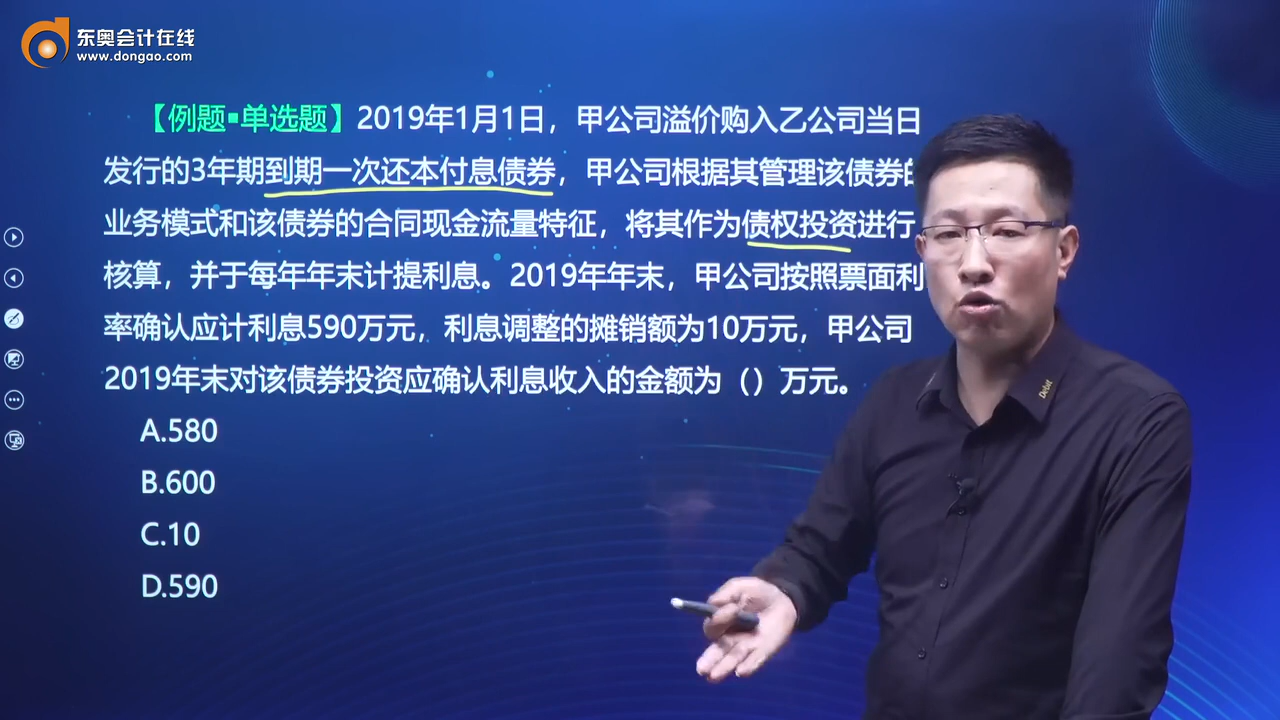 东奥会计在线
www.dongao.com
【例题▪单选题】2019年1月1日，甲公司溢价购入乙公司当日
发行的3年期到期一次还本付息债券，甲公司根据其管理该债券的
业务模式和该债券的合同现金流量特征，将其作为债权投资进行
核算，并于每年年末计提利息。2019年年末，甲公司按照票面利
率确认应计利息590万元，利息调整的摊销额为10万元，甲公司
2019年末对该债券投资应确认利息收入的金额为（）万元。
A.580
B.600
C.10
D.590
Debit